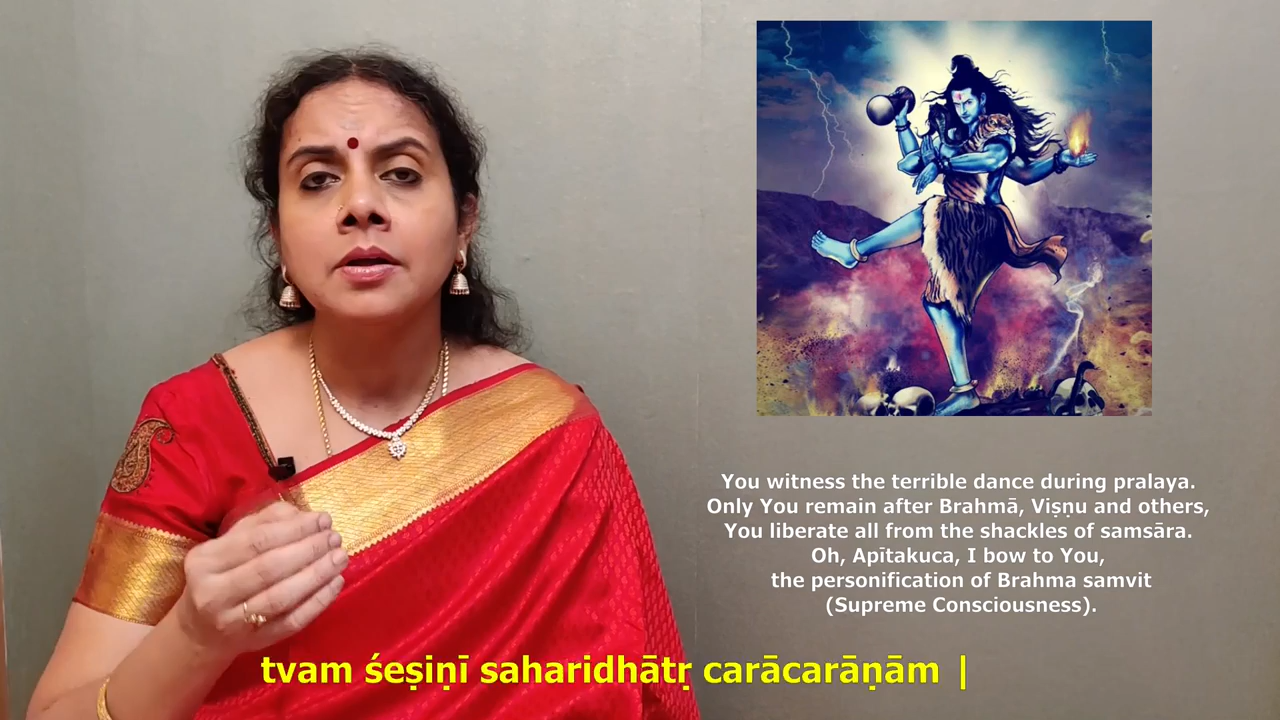 You witness the terrible dance during pralaya.
Only You remain after Brahmā, Viṣṇu and others,
You liberate all from the shackles of samsāra.
Oh, Apītakuca, I bow to You,
the personification of Brahma samvit
(Supreme Consciousness).
tvam śeṣiṇī saharidhātṛ carācarāṇām |